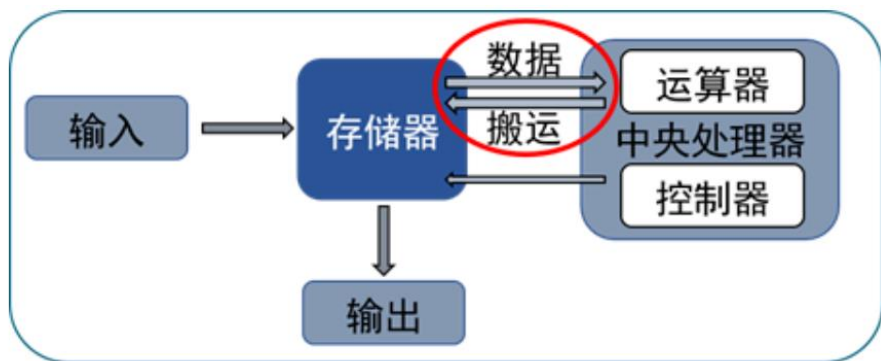 数据
搬运
输入
存储器
运算器
中央处理器
控制器
输出